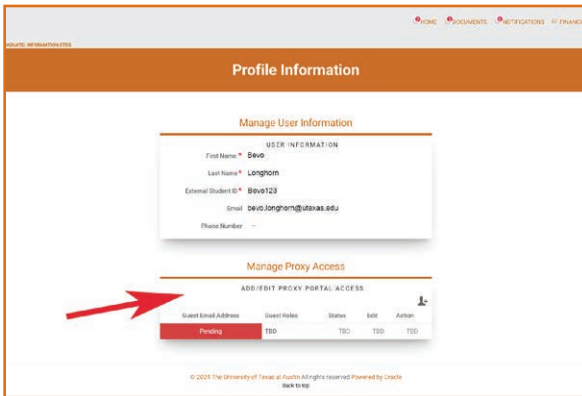 HOME DOCUMENTS NOTIFICATIONS FINANC
Profile Information
Manage User Information
USER INFORMATION
First Name * Bevo
Last Name * Longhorn
External Student ID * Bevo123
Email bevo.longhorn@utexas.edu
Phone Number --
Manage Proxy Access
ADD/EDIT PROXY PORTAL ACCESS
Guest Email Address Guest Roles Status Edit Action
Pending TBD TBD TBD TBD
© 2025 The University of Texas at Austin All rights reserved Powered by Oracle
Back to top